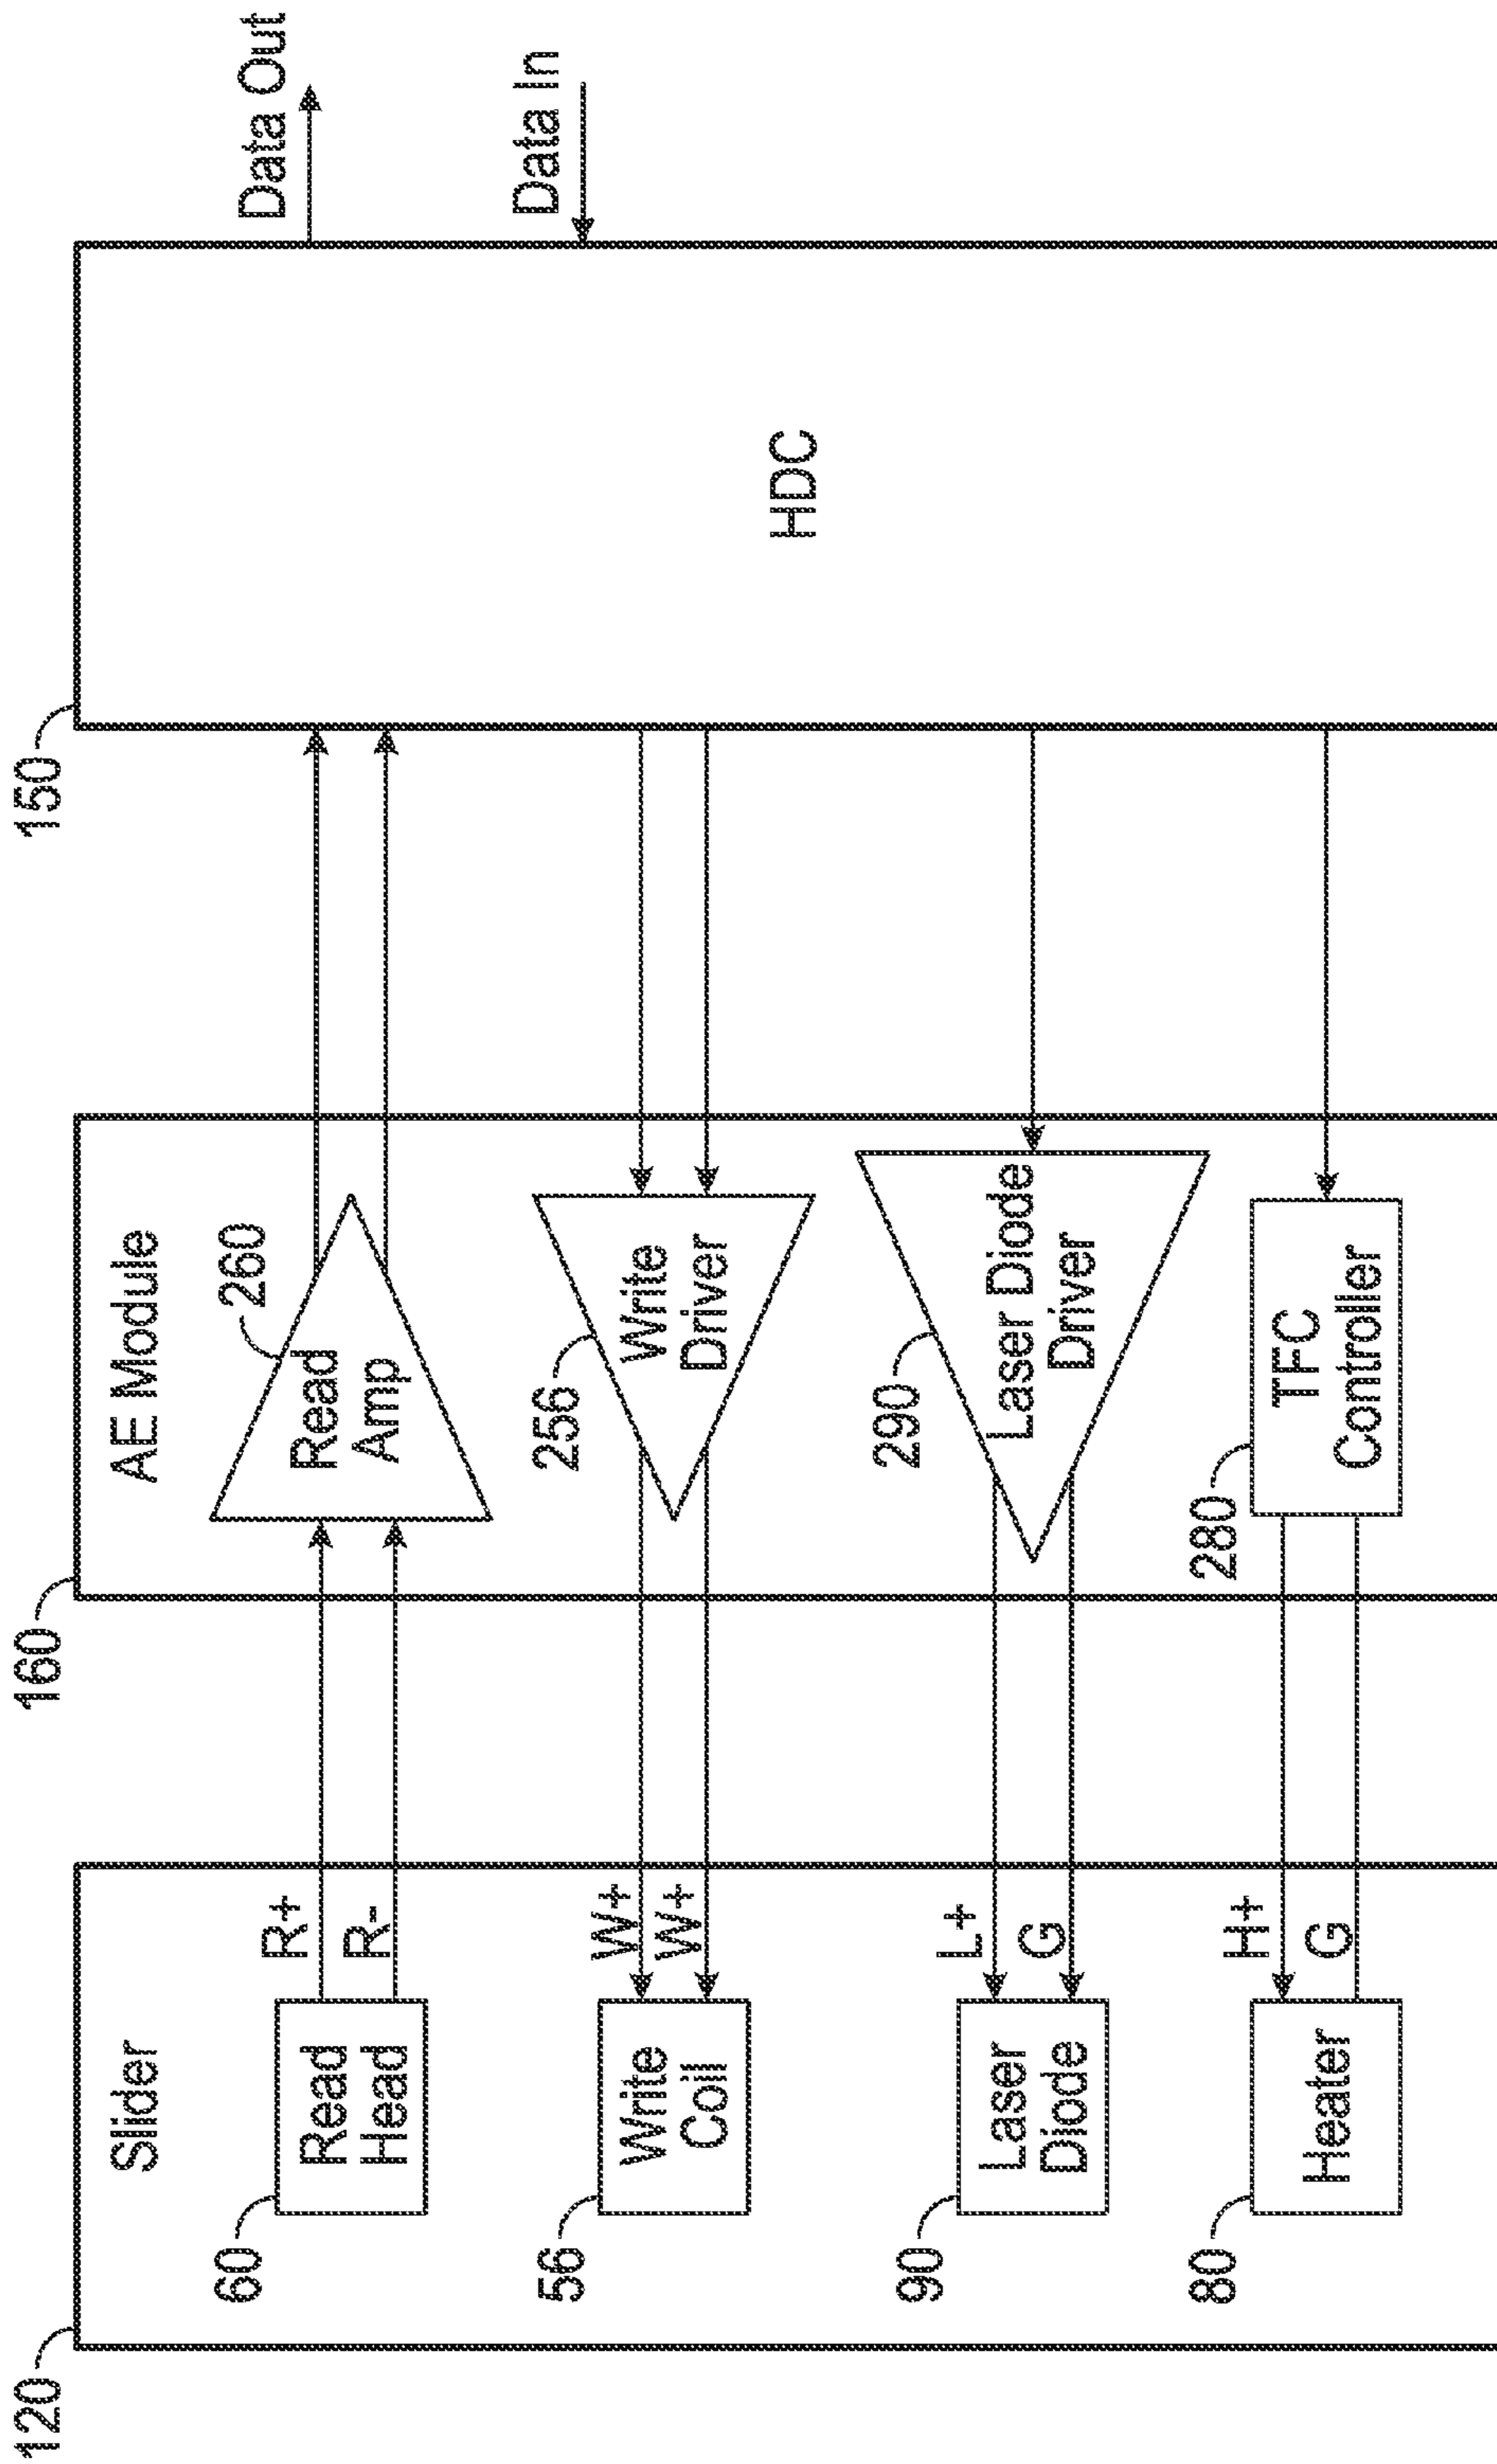 120
Slider
60
Read
Head
R+
R-
56
Write
Coil
W+
W+
90
Laser
Diode
L+
G
80
Heater
H+
G
160
AE Module
260
Read
Amp
256
Write
Driver
290
Laser Diode
Driver
280
TFC
Controller
150
HDC
Data Out
Data In